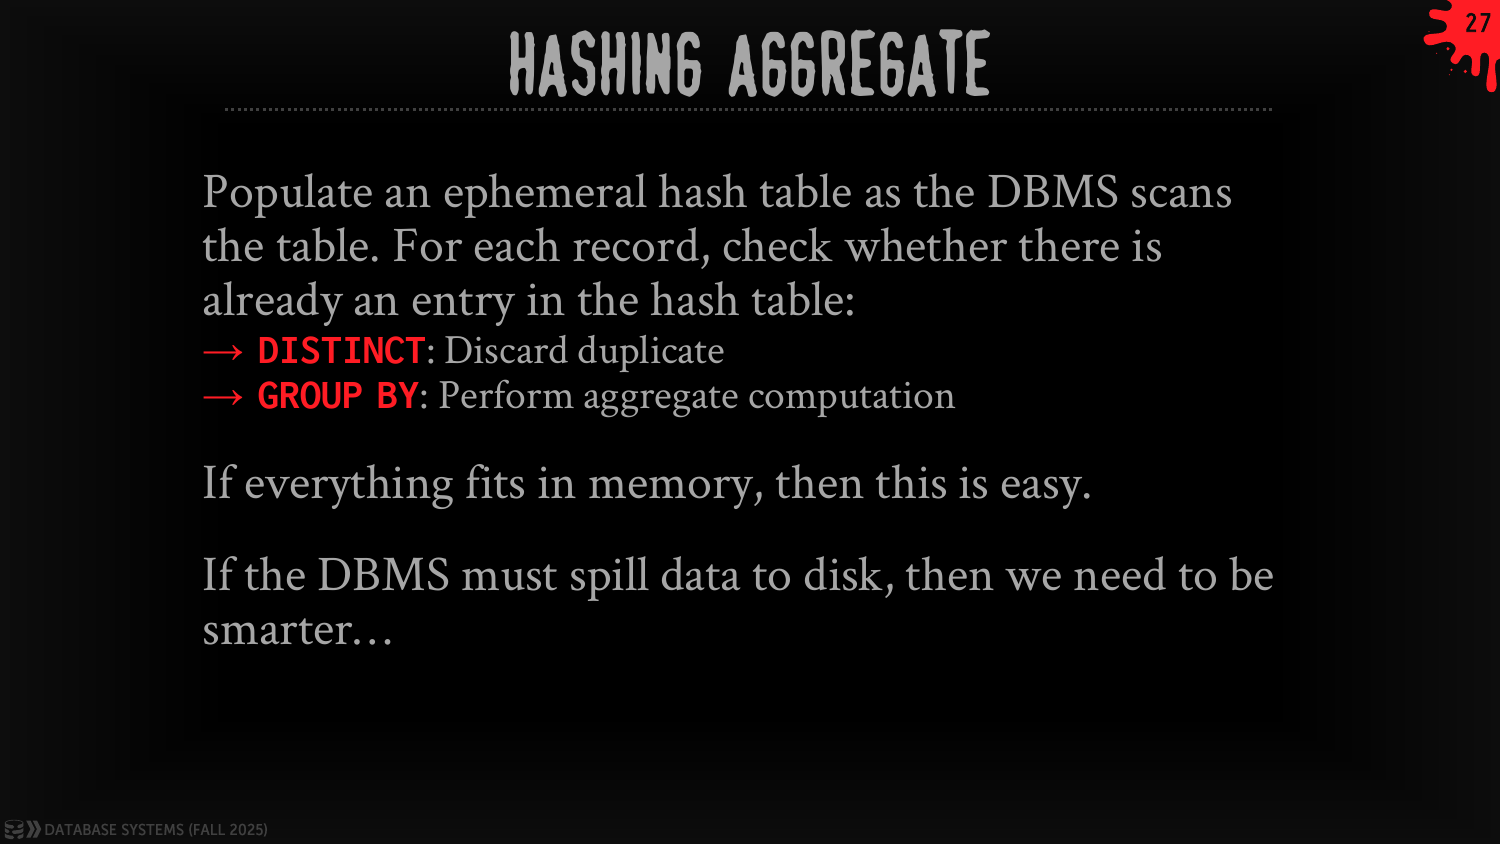 27
HASHING AGGREGATE
Populate an ephemeral hash table as the DBMS scans
the table. For each record, check whether there is
already an entry in the hash table:
→ DISTINCT: Discard duplicate
→ GROUP BY: Perform aggregate computation
If everything fits in memory, then this is easy.
If the DBMS must spill data to disk, then we need to be
smarter…
DATABASE SYSTEMS (FALL 2025)